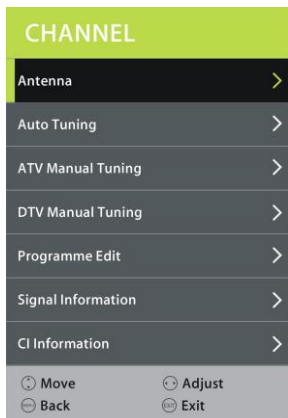 CHANNEL
Antenna
Auto Tuning
ATV Manual Tuning
DTV Manual Tuning
Programme Edit
Signal Information
CI Information
Move Adjust
Back Exit